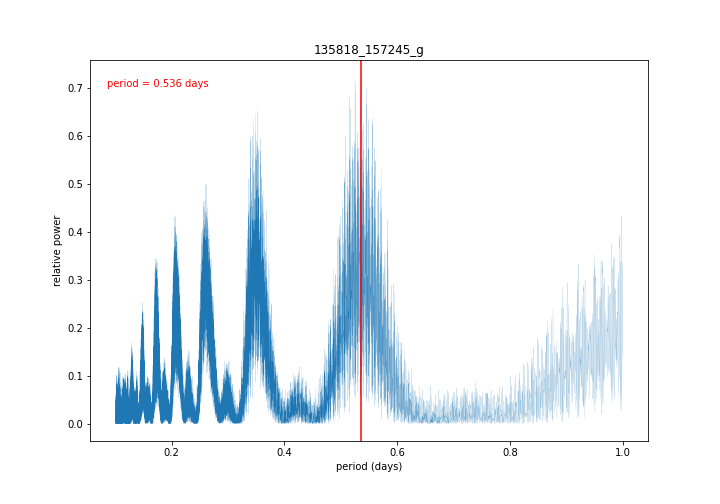 135818_157245_g
period = 0.536 days
relative power
0.7
0.6
0.5
0.4
0.3
0.2
0.1
0.0
0.2 0.4 0.6 0.8 1.0
period (days)